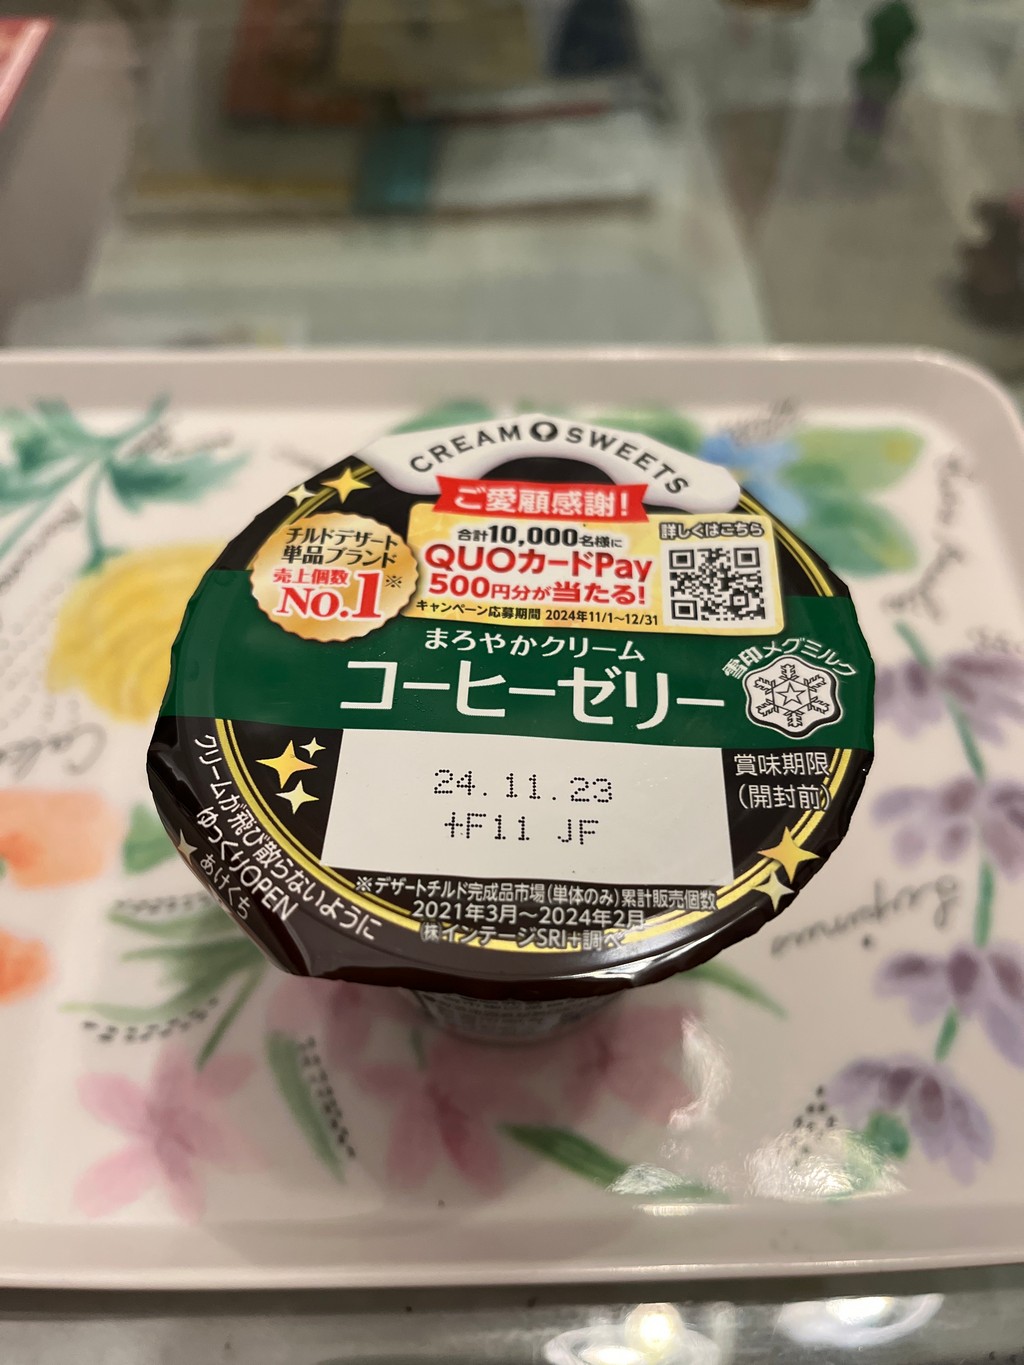 CREAM SWEETS
ご愛顧感謝!
チルドデザート
単品ブランド
売上個数
No.1※
合計10,000名様に
QUOカードPay
500円分が当たる!
キャンペーン応募期間 2024年11/1~12/31
詳しくはこちら
まろやかクリーム
コーヒーゼリー
雪印メグミルク
24.11.23
+F11 JF
賞味期限
(開封前)
クリームが飛び散らないように
ゆっくりOPEN
あけくち
※デザートチルド完成品市場(単体のみ)累計販売個数
2021年3月~2024年2月
(株)インテージSRI+調べ